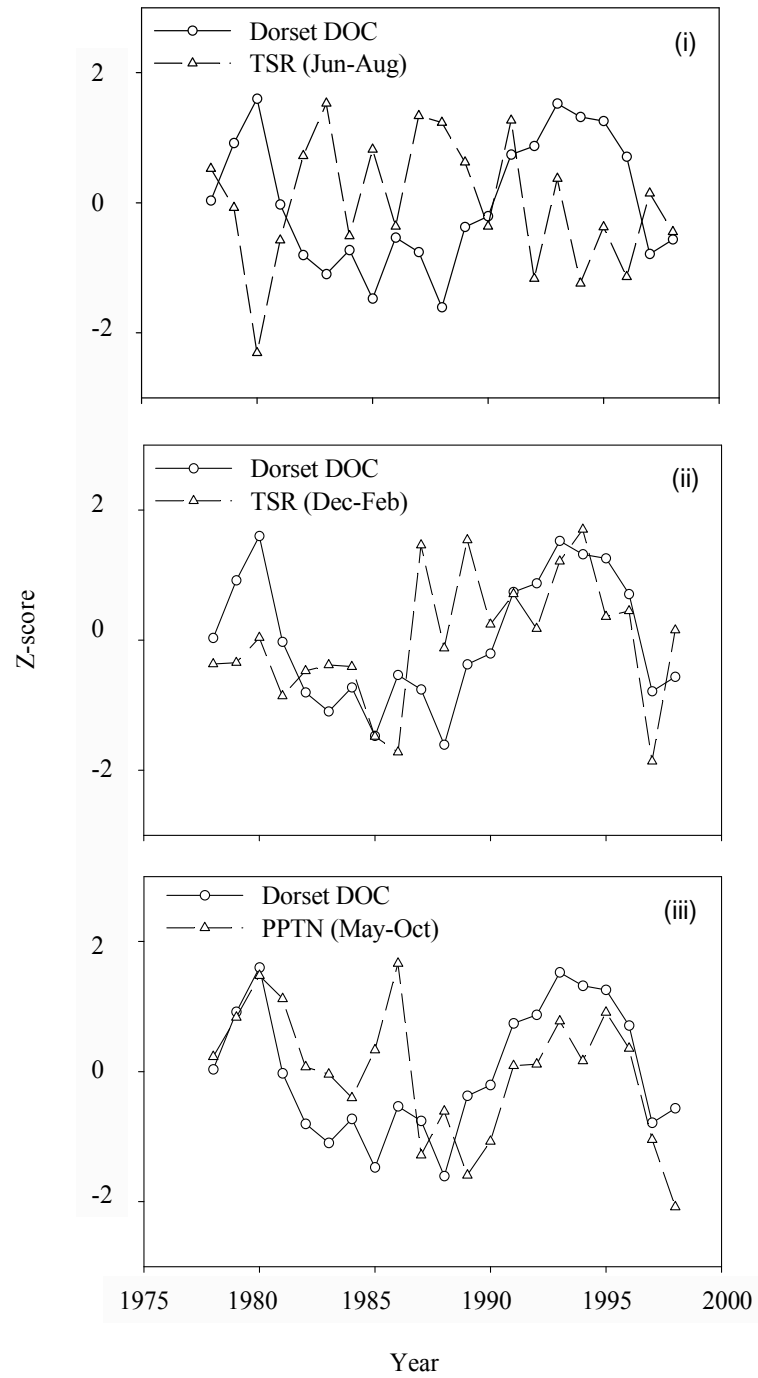 Dorset DOC
(i)
TSR (Jun-Aug)
2
0
-2
Dorset DOC
(ii)
TSR (Dec-Feb)
2
0
-2
Z-score
Dorset DOC
(iii)
PPTN (May-Oct)
2
0
-2
1975 1980 1985 1990 1995 2000
Year